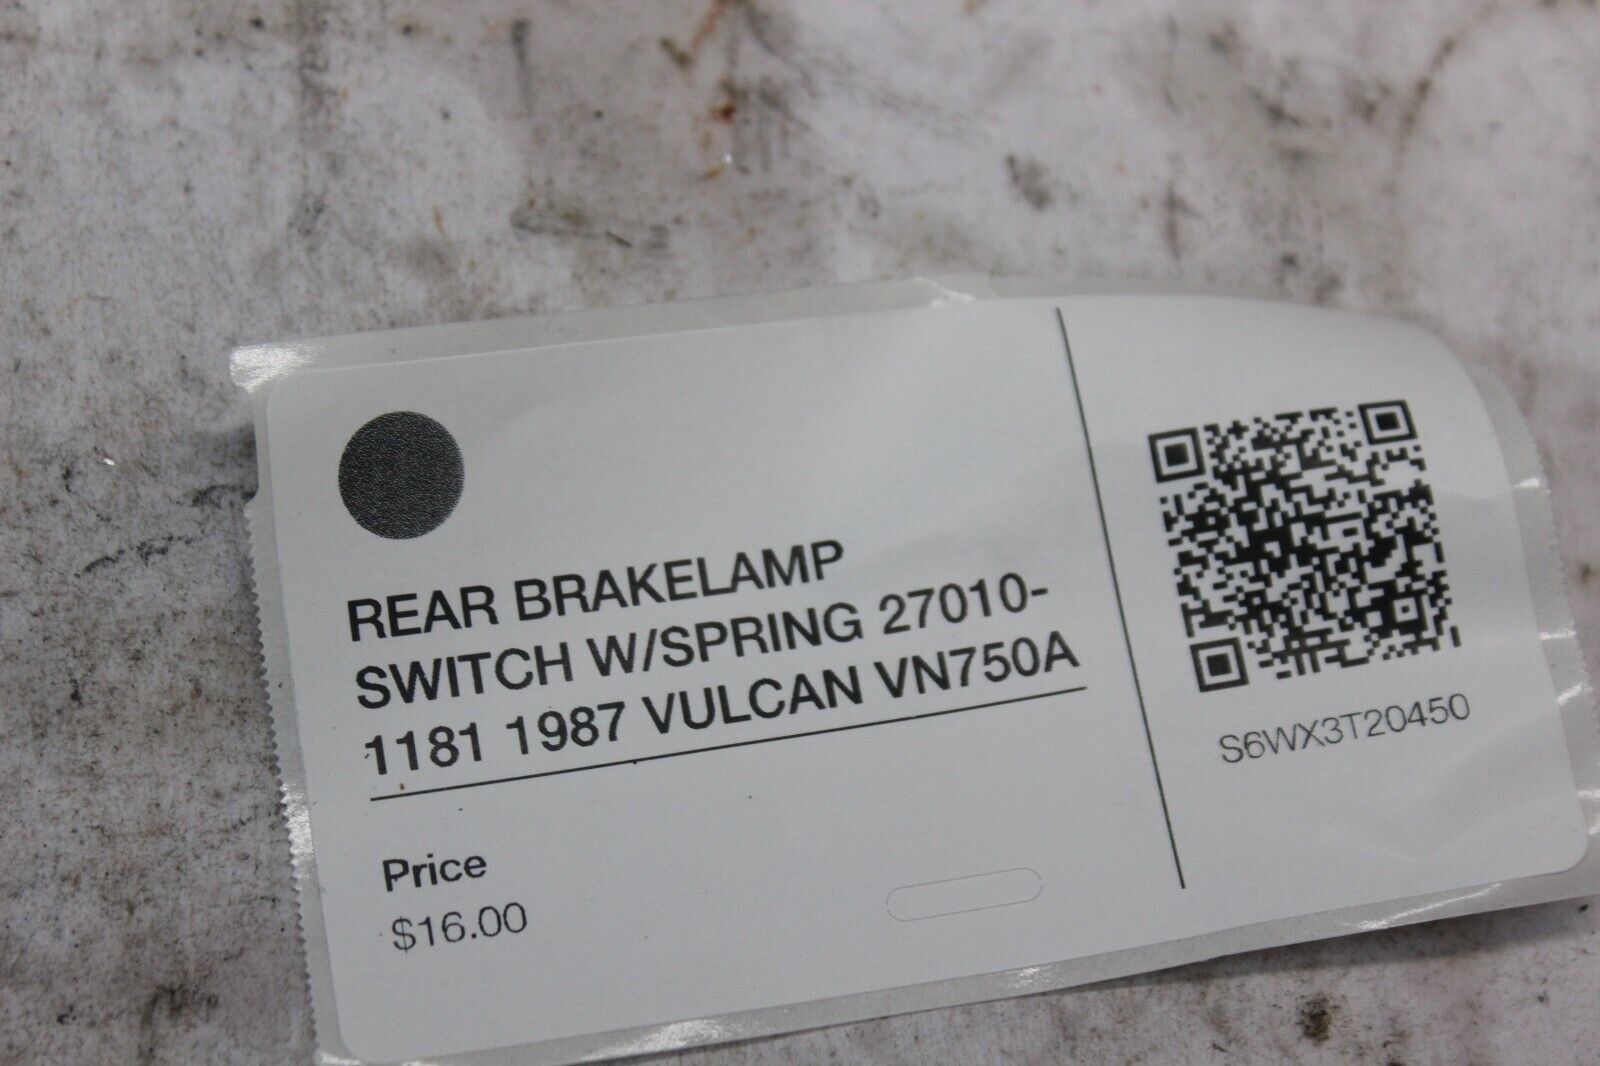 REAR BRAKELAMP
SWITCH W/SPRING 27010-
1181 1987 VULCAN VN750A
Price
$16.00
S6WX3T20450